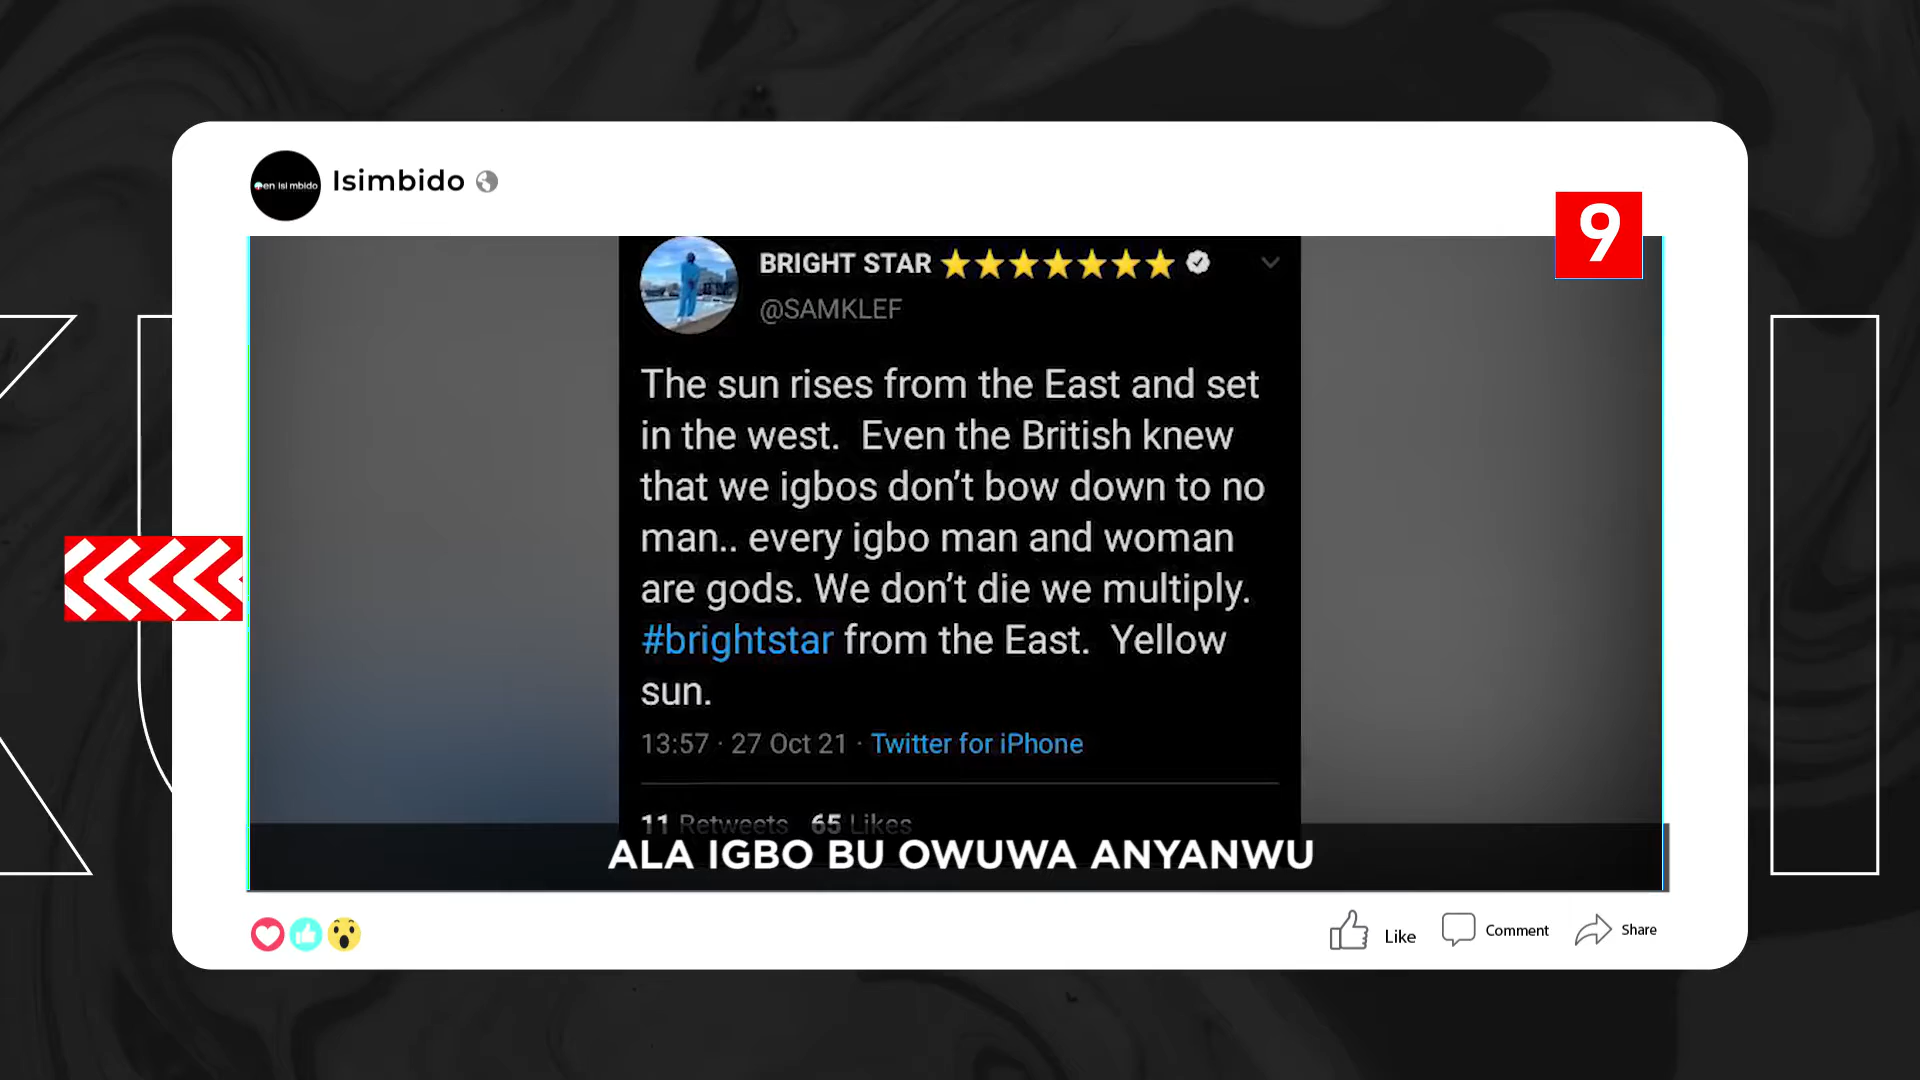 en Isi mbido
Isimbido
9
BRIGHT STAR
@SAMKLEF
The sun rises from the East and set
in the west.  Even the British knew
that we igbos don't bow down to no
man.. every igbo man and woman
are gods. We don't die we multiply.
#brightstar from the East.  Yellow
sun.
13:57 · 27 Oct 21 · Twitter for iPhone
11 Retweets 65 Likes
ALA IGBO BU OWUWA ANYANWU
Like Comment Share